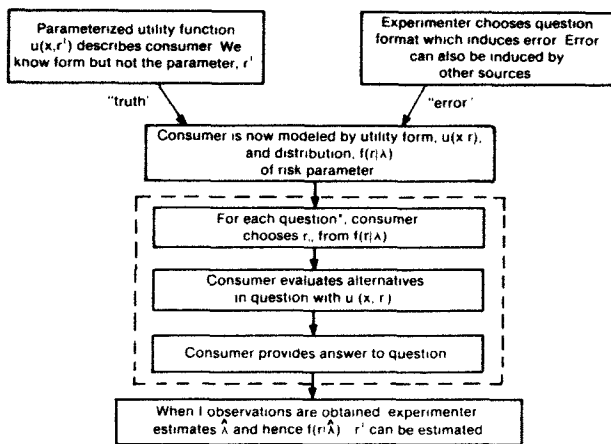 Parameterized utility function
u(x,r') describes consumer We
know form but not the parameter, r'
Experimenter chooses question
format which induces error Error
can also be induced by
other sources
"truth'
"error'
Consumer is now modeled by utility form, u(x r),
and distribution, f(r|λ)
of risk parameter
For each question*, consumer
chooses r,, from f(r|λ)
Consumer evaluates alternatives
in question with u (x, r )
Consumer provides answer to question
When I observations are obtained experimenter
estimates λ̂ and hence f(r|λ̂) r' can be estimated